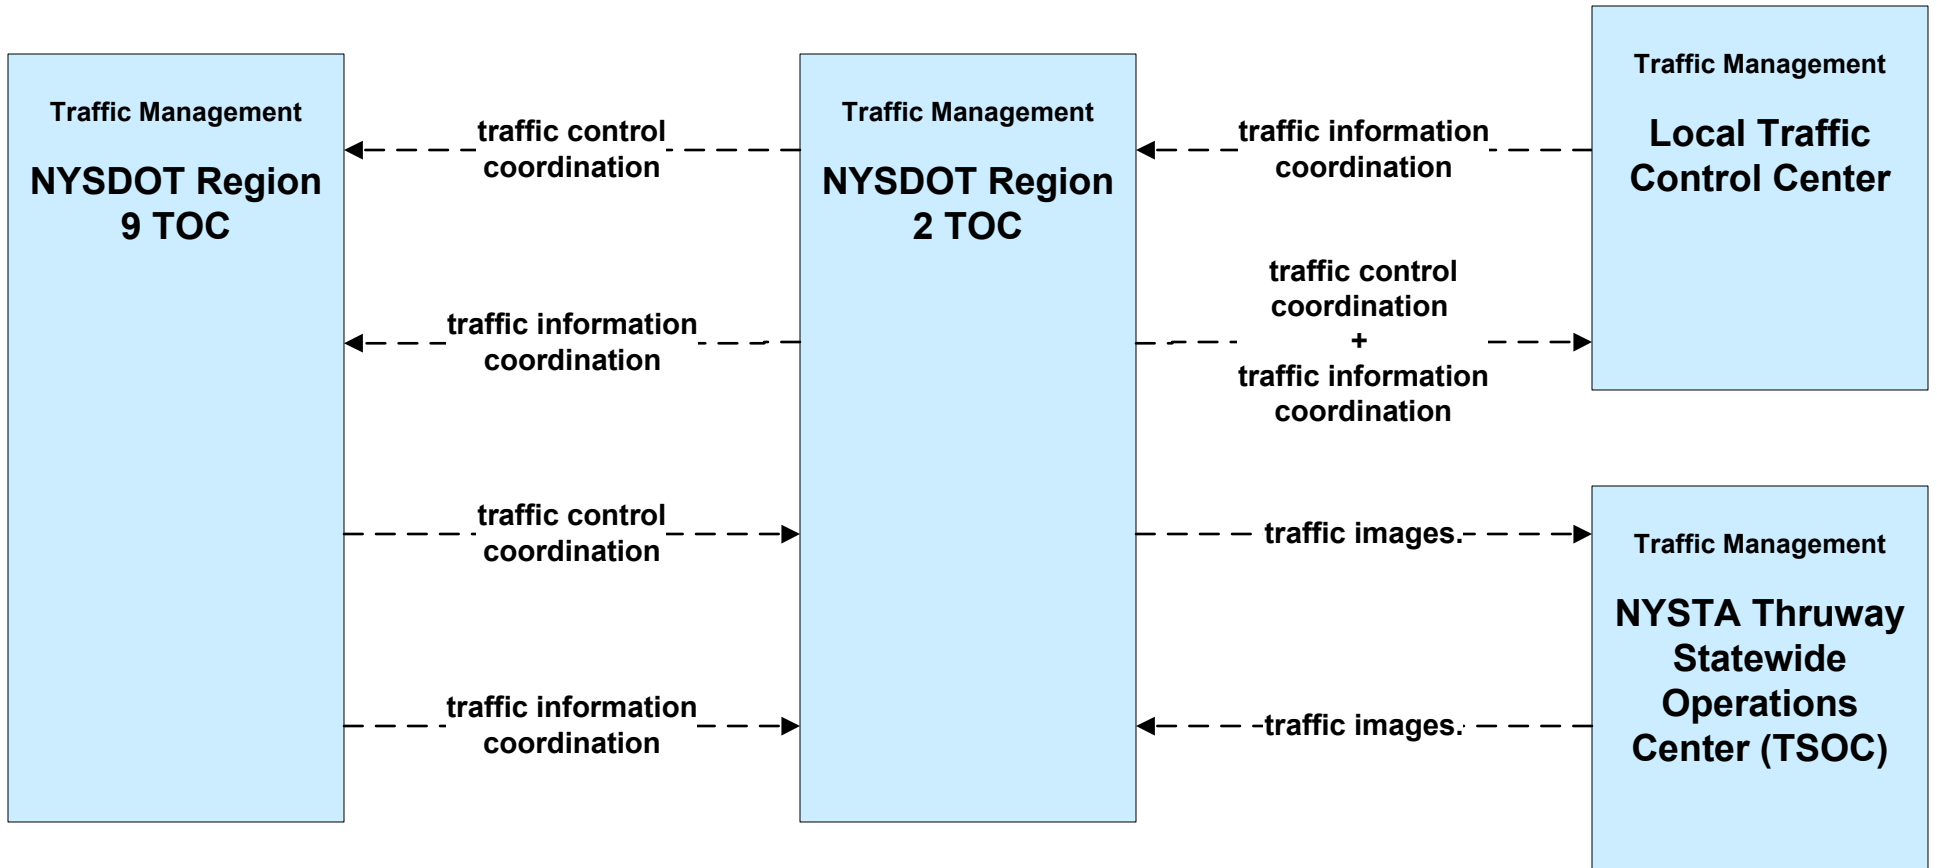 Traffic Management
NYSDOT Region
9 TOC
traffic control
coordination
traffic information
coordination
traffic control
coordination
traffic information
coordination
Traffic Management
NYSDOT Region
2 TOC
traffic information
coordination
traffic control
coordination
+
traffic information
coordination
traffic images.
traffic images.
Traffic Management
Local Traffic
Control Center
Traffic Management
NYSTA Thruway
Statewide
Operations
Center (TSOC)